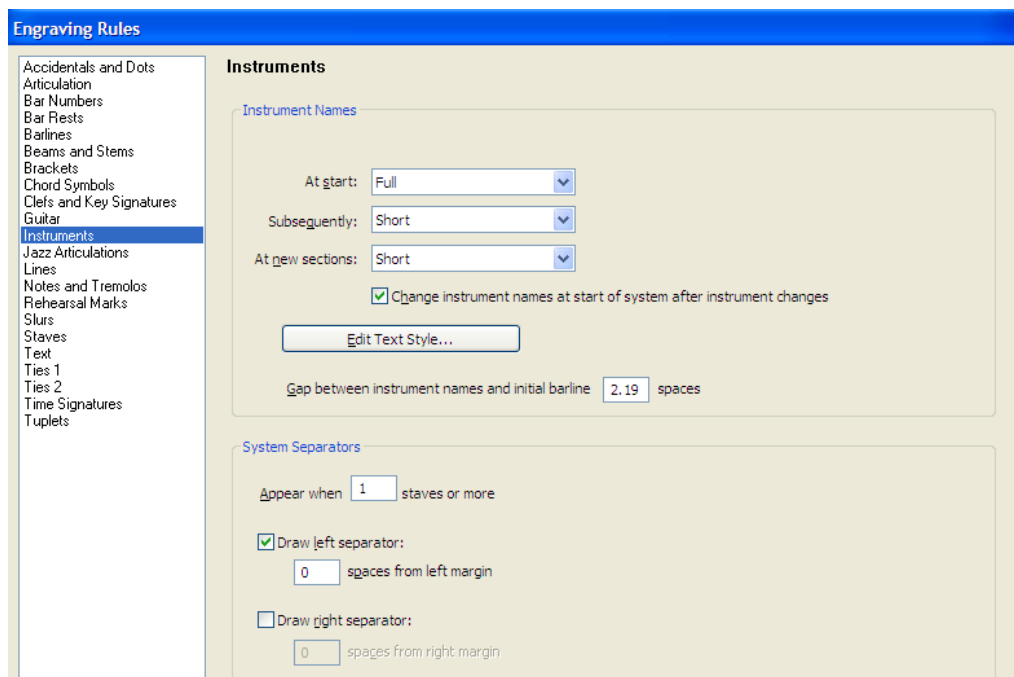 Engraving Rules
Accidentals and Dots
Articulation
Bar Numbers
Bar Rests
Barlines
Beams and Stems
Brackets
Chord Symbols
Clefs and Key Signatures
Guitar
Instruments
Jazz Articulations
Lines
Notes and Tremolos
Rehearsal Marks
Slurs
Staves
Text
Ties 1
Ties 2
Time Signatures
Tuplets
Instruments
Instrument Names
At start: Full
Subsequently: Short
At new sections: Short
Change instrument names at start of system after instrument changes
Edit Text Style...
Gap between instrument names and initial barline 2.19 spaces
System Separators
Appear when 1 staves or more
Draw left separator:
0 spaces from left margin
Draw right separator:
0 spaces from right margin